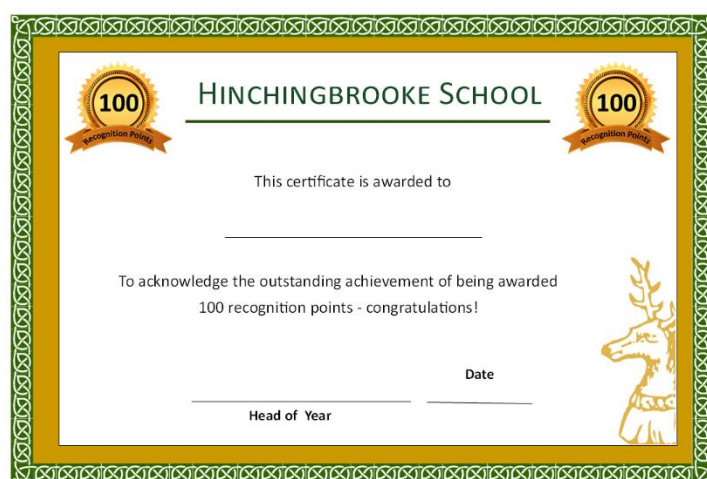 HINCHINGBROOKE SCHOOL
100
Recognition Points
100
Recognition Points
This certificate is awarded to
To acknowledge the outstanding achievement of being awarded
100 recognition points - congratulations!
Date
Head of Year